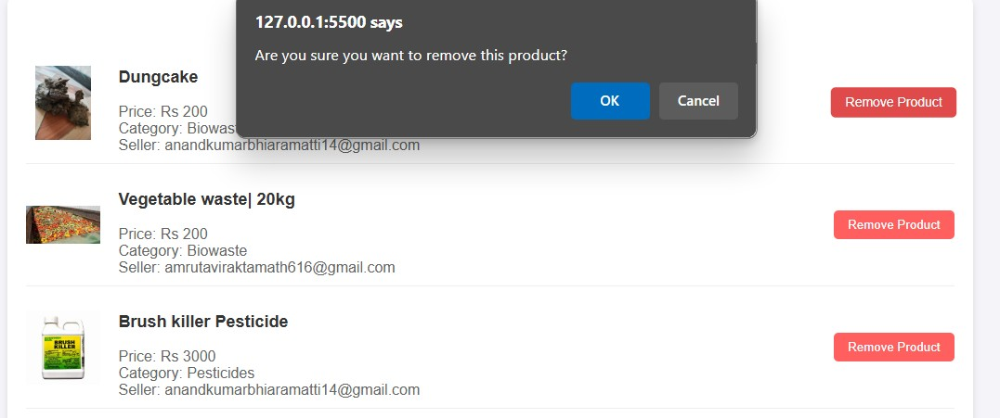 127.0.0.1:5500 says
Are you sure you want to remove this product?
OK
Cancel
Dungcake
Price: Rs 200
Category: Biowast
Seller: anandkumarbhiaramatti14@gmail.com
Remove Product
Vegetable waste| 20kg
Price: Rs 200
Category: Biowaste
Seller: amrutaviraktamath616@gmail.com
Remove Product
BRUSH
KILLER
Brush killer Pesticide
Price: Rs 3000
Category: Pesticides
Seller: anandkumarbhiaramatti14@gmail.com
Remove Product